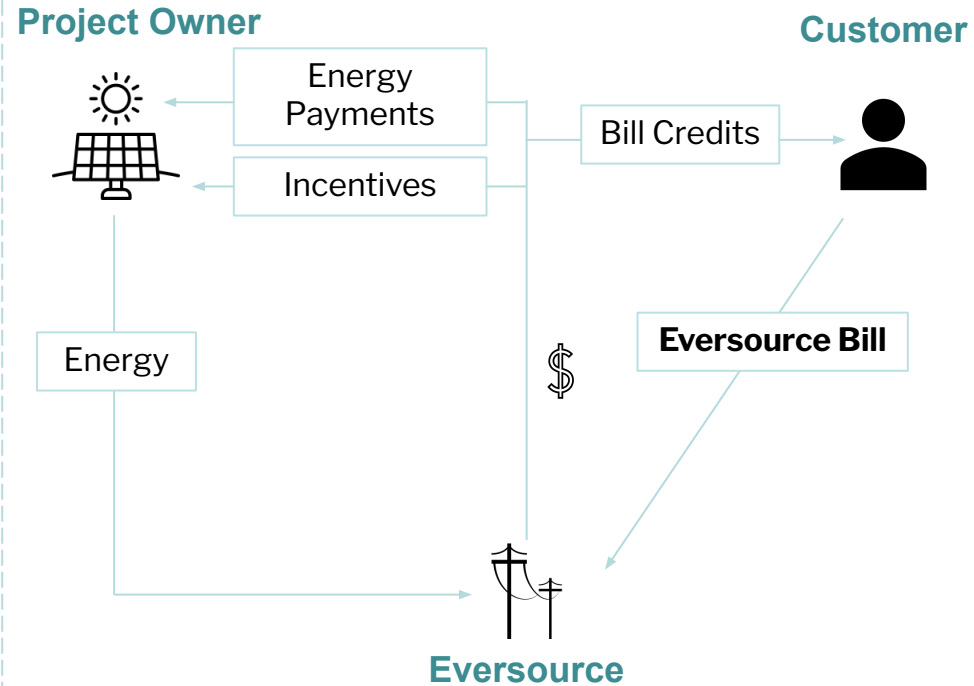 Project Owner
Customer
Energy
Payments
Bill Credits
Incentives
Energy
Eversource Bill
$
Eversource